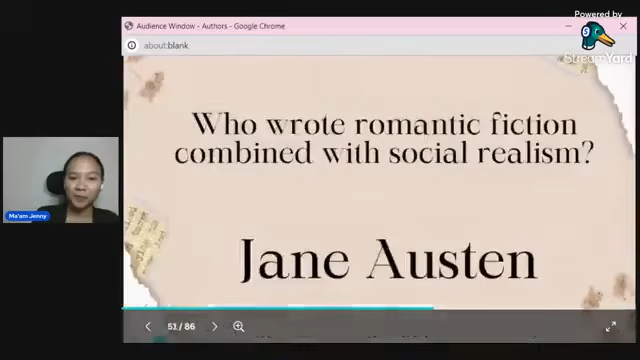 Powered by
StreamYard
Audience Window - Authors - Google Chrome
about:blank
Who wrote romantic fiction
combined with social realism?
Jane Austen
Ma'am Jenny
51 / 86